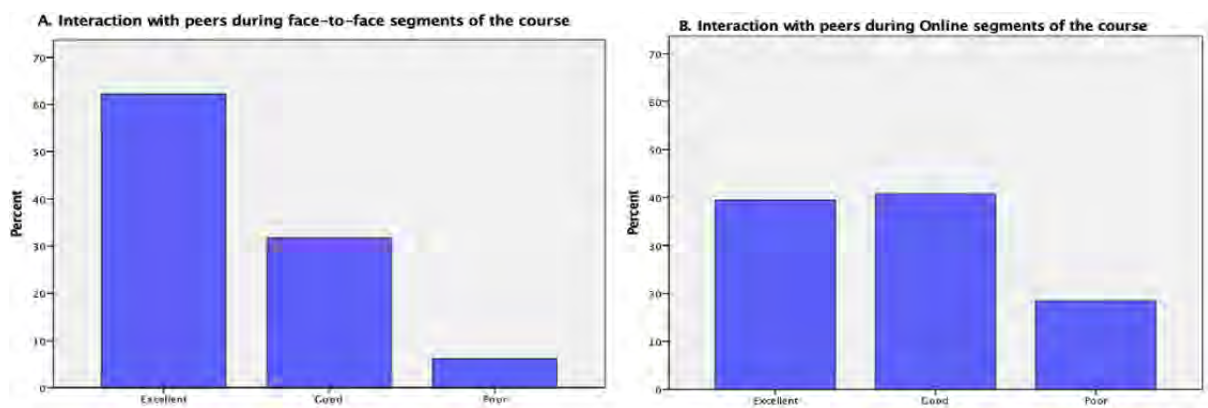 A. Interaction with peers during face-to-face segments of the course
70
60
50
40
30
20
10
0
Percent
Excellent
Good
Poor
B. Interaction with peers during Online segments of the course
70
60
50
40
30
20
10
0
Percent
Excellent
Good
Poor